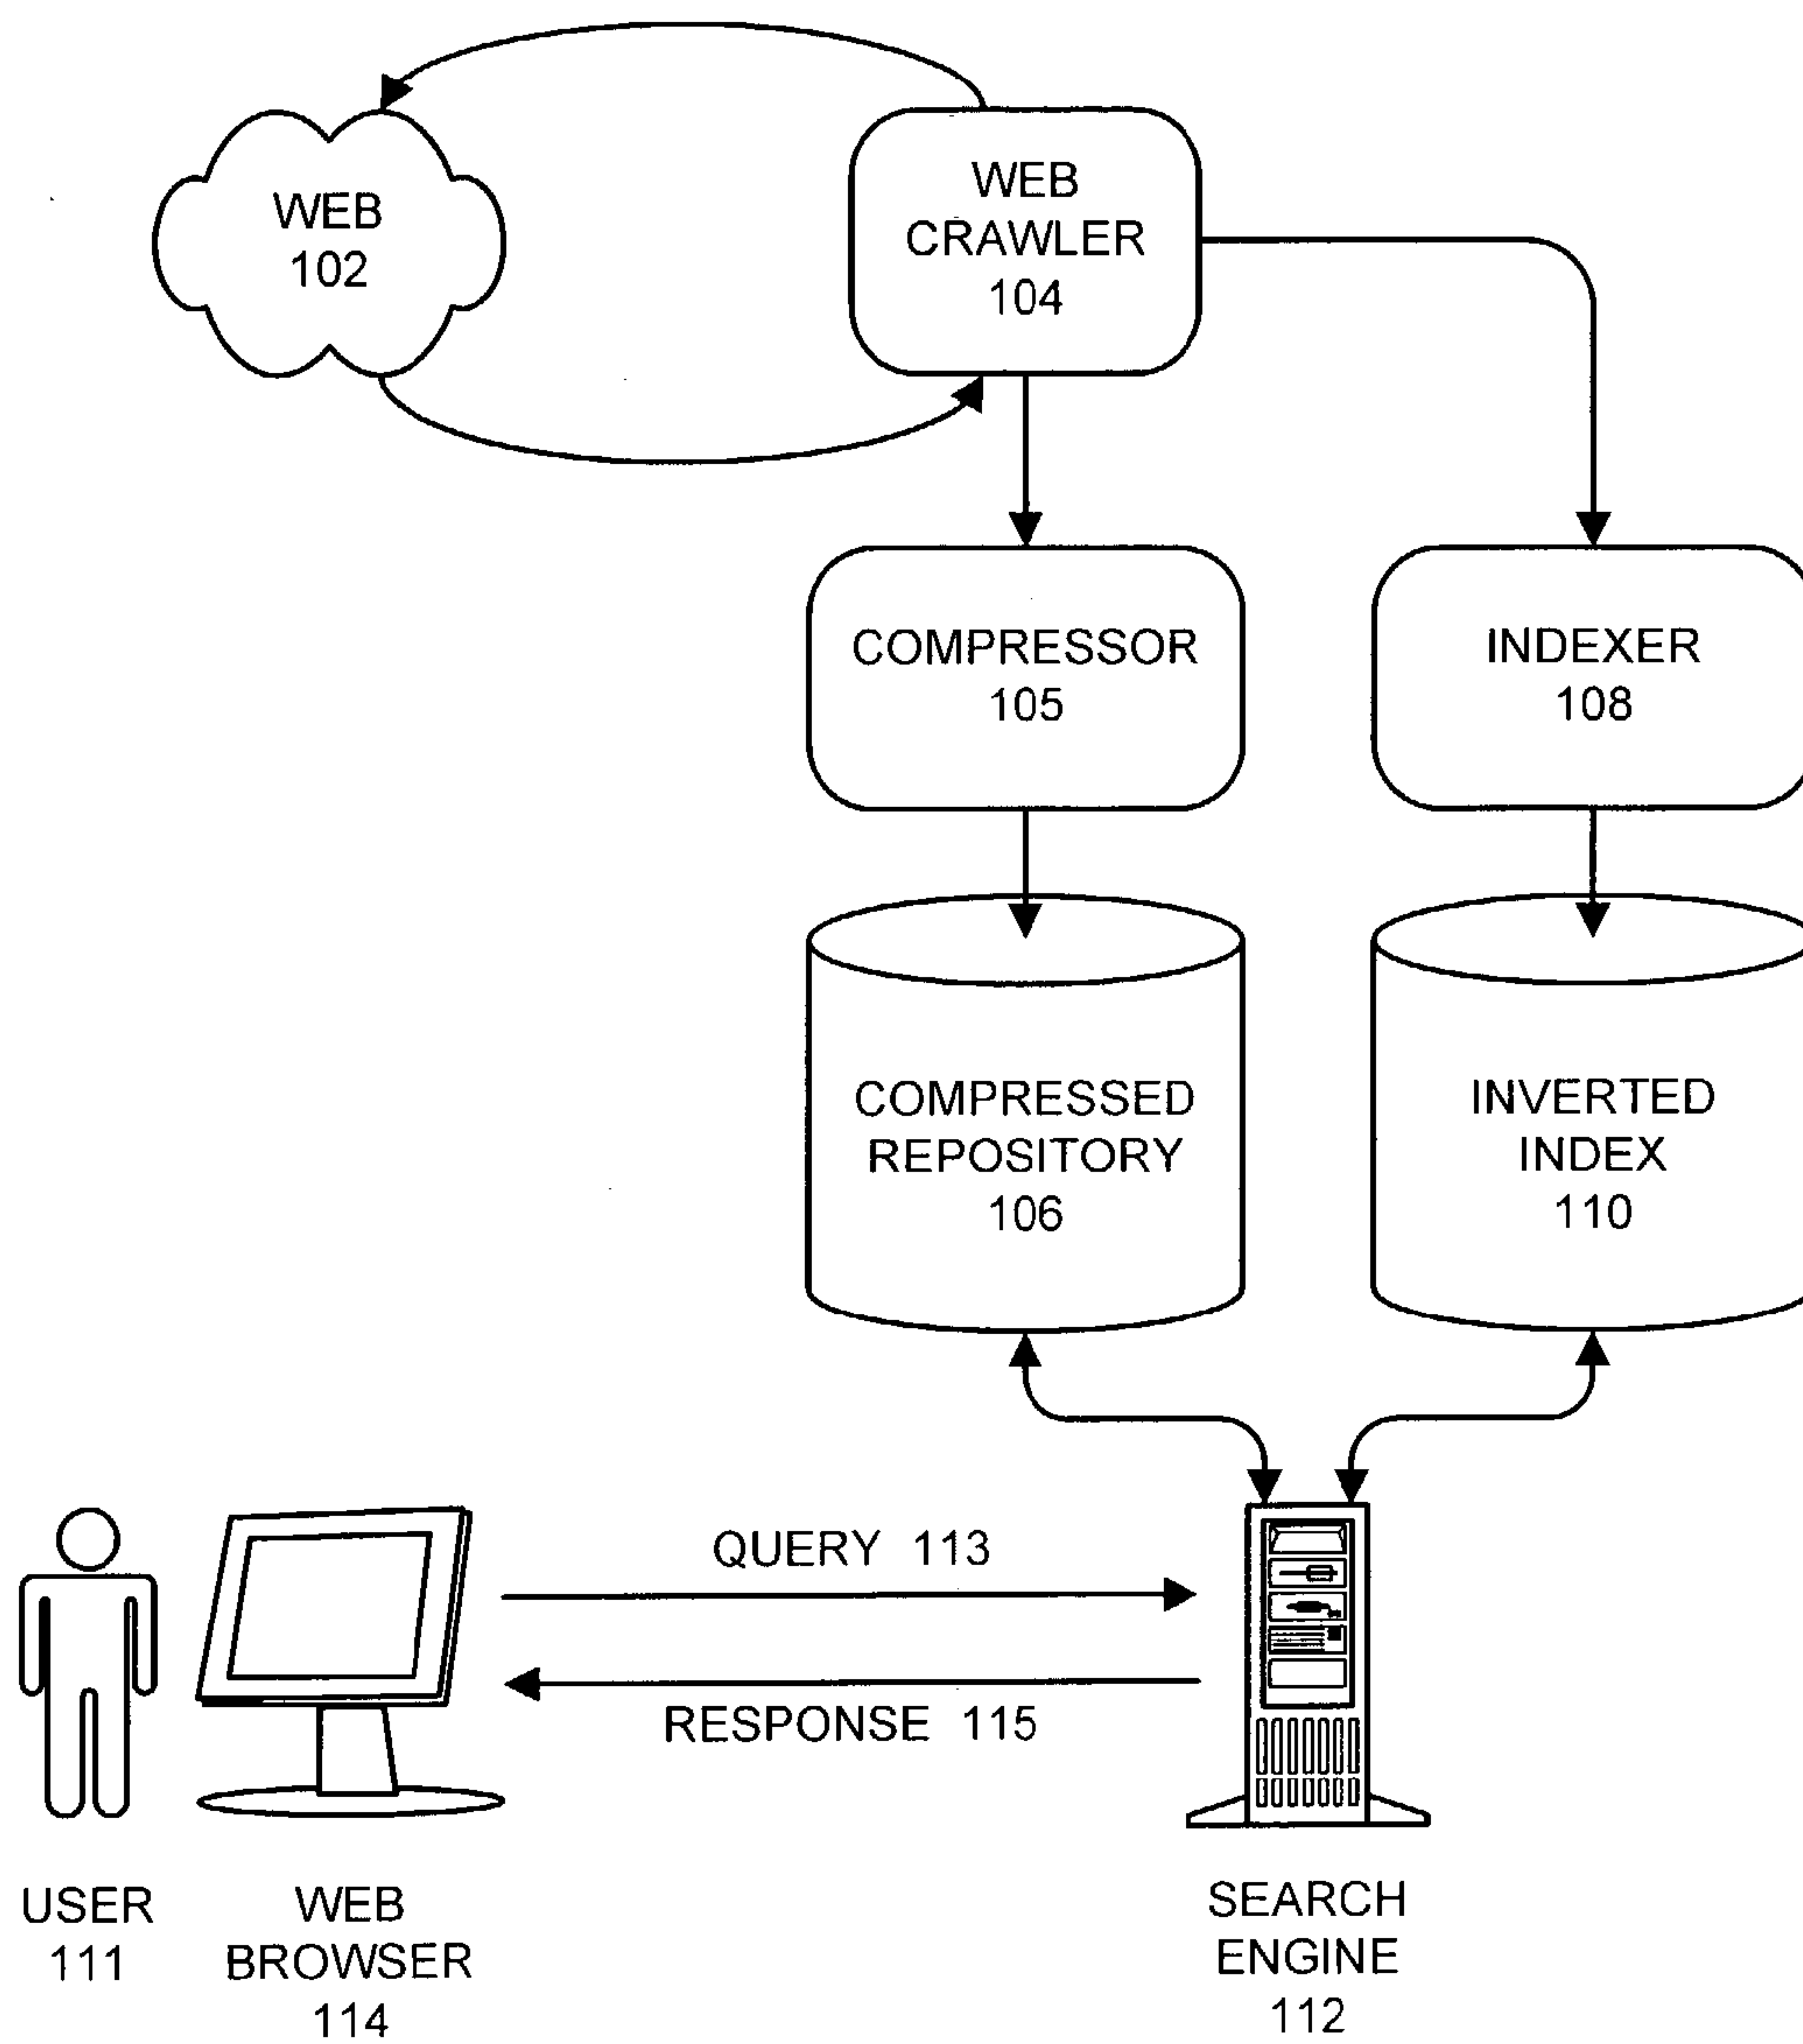 WEB
102
WEB
CRAWLER
104
COMPRESSOR
105
INDEXER
108
COMPRESSED
REPOSITORY
106
INVERTED
INDEX
110
QUERY 113
RESPONSE 115
USER
111
WEB
BROWSER
114
SEARCH
ENGINE
112